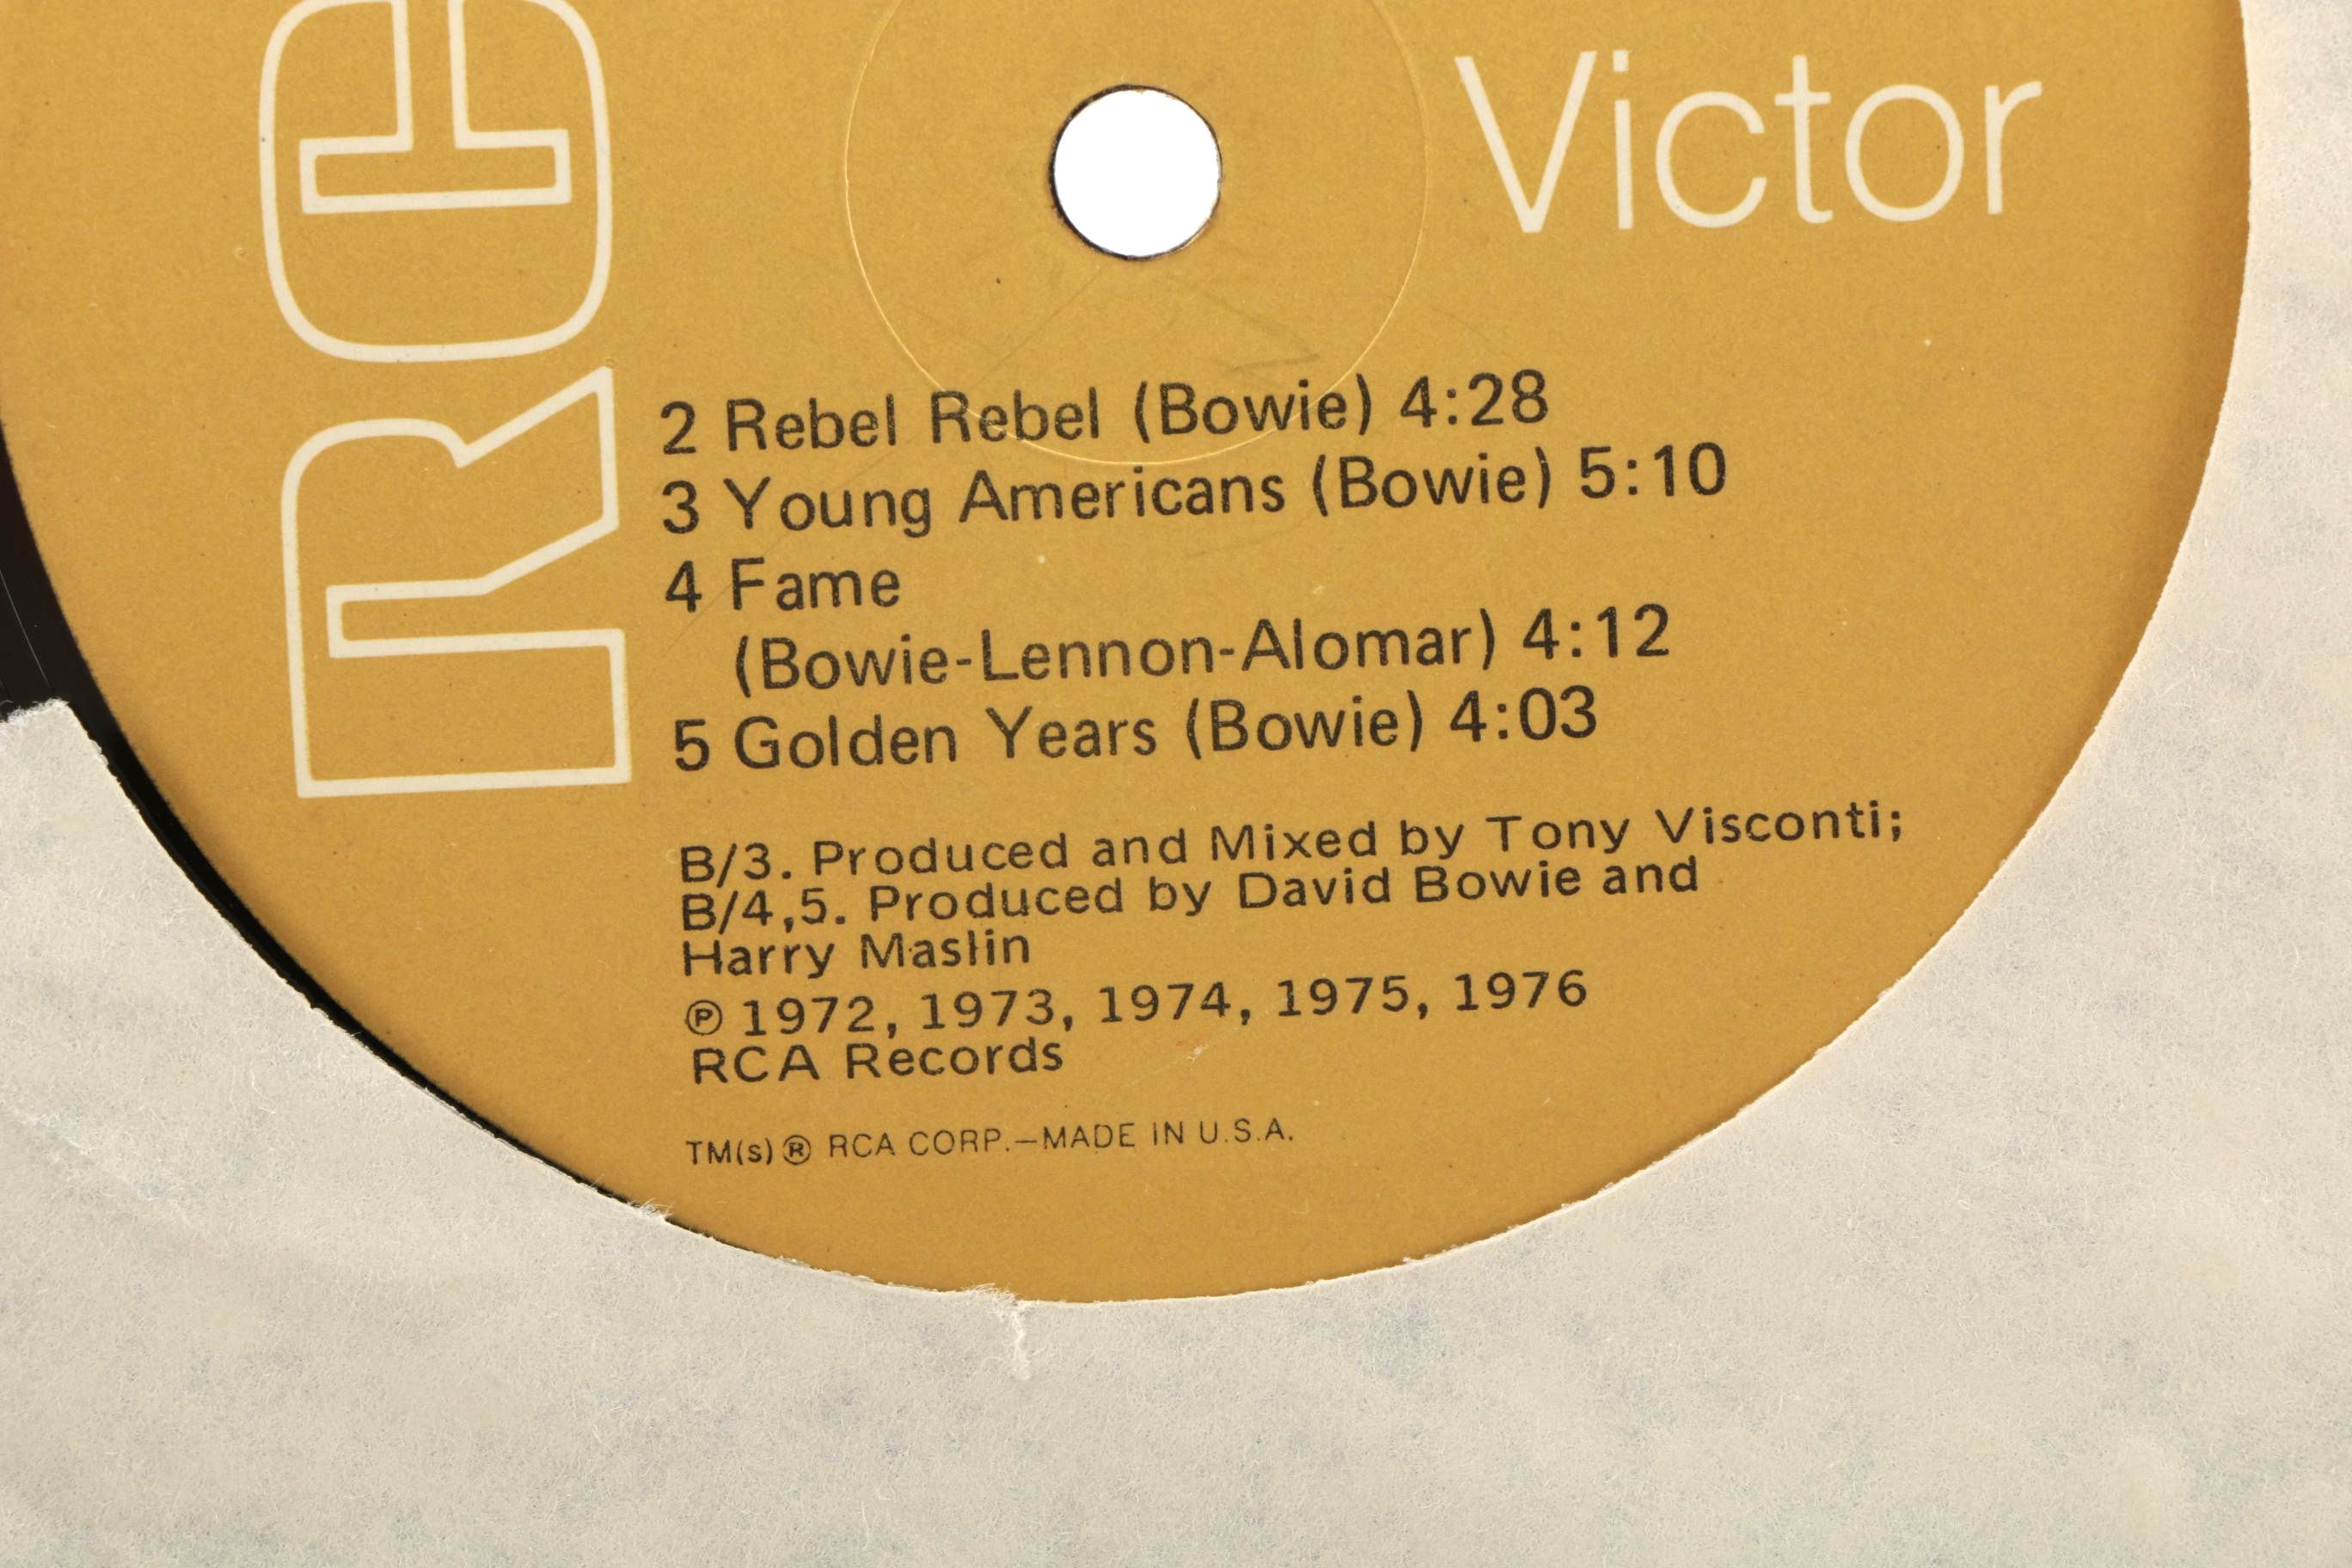 RC
Victor
2 Rebel Rebel (Bowie) 4:28
3 Young Americans (Bowie) 5:10
4 Fame
(Bowie-Lennon-Alomar) 4:12
5 Golden Years (Bowie) 4:03
B/3. Produced and Mixed by Tony Visconti;
B/4,5. Produced by David Bowie and
Harry Maslin
℗ 1972, 1973, 1974, 1975, 1976
RCA Records
TM(s) ® RCA CORP.—MADE IN U.S.A.